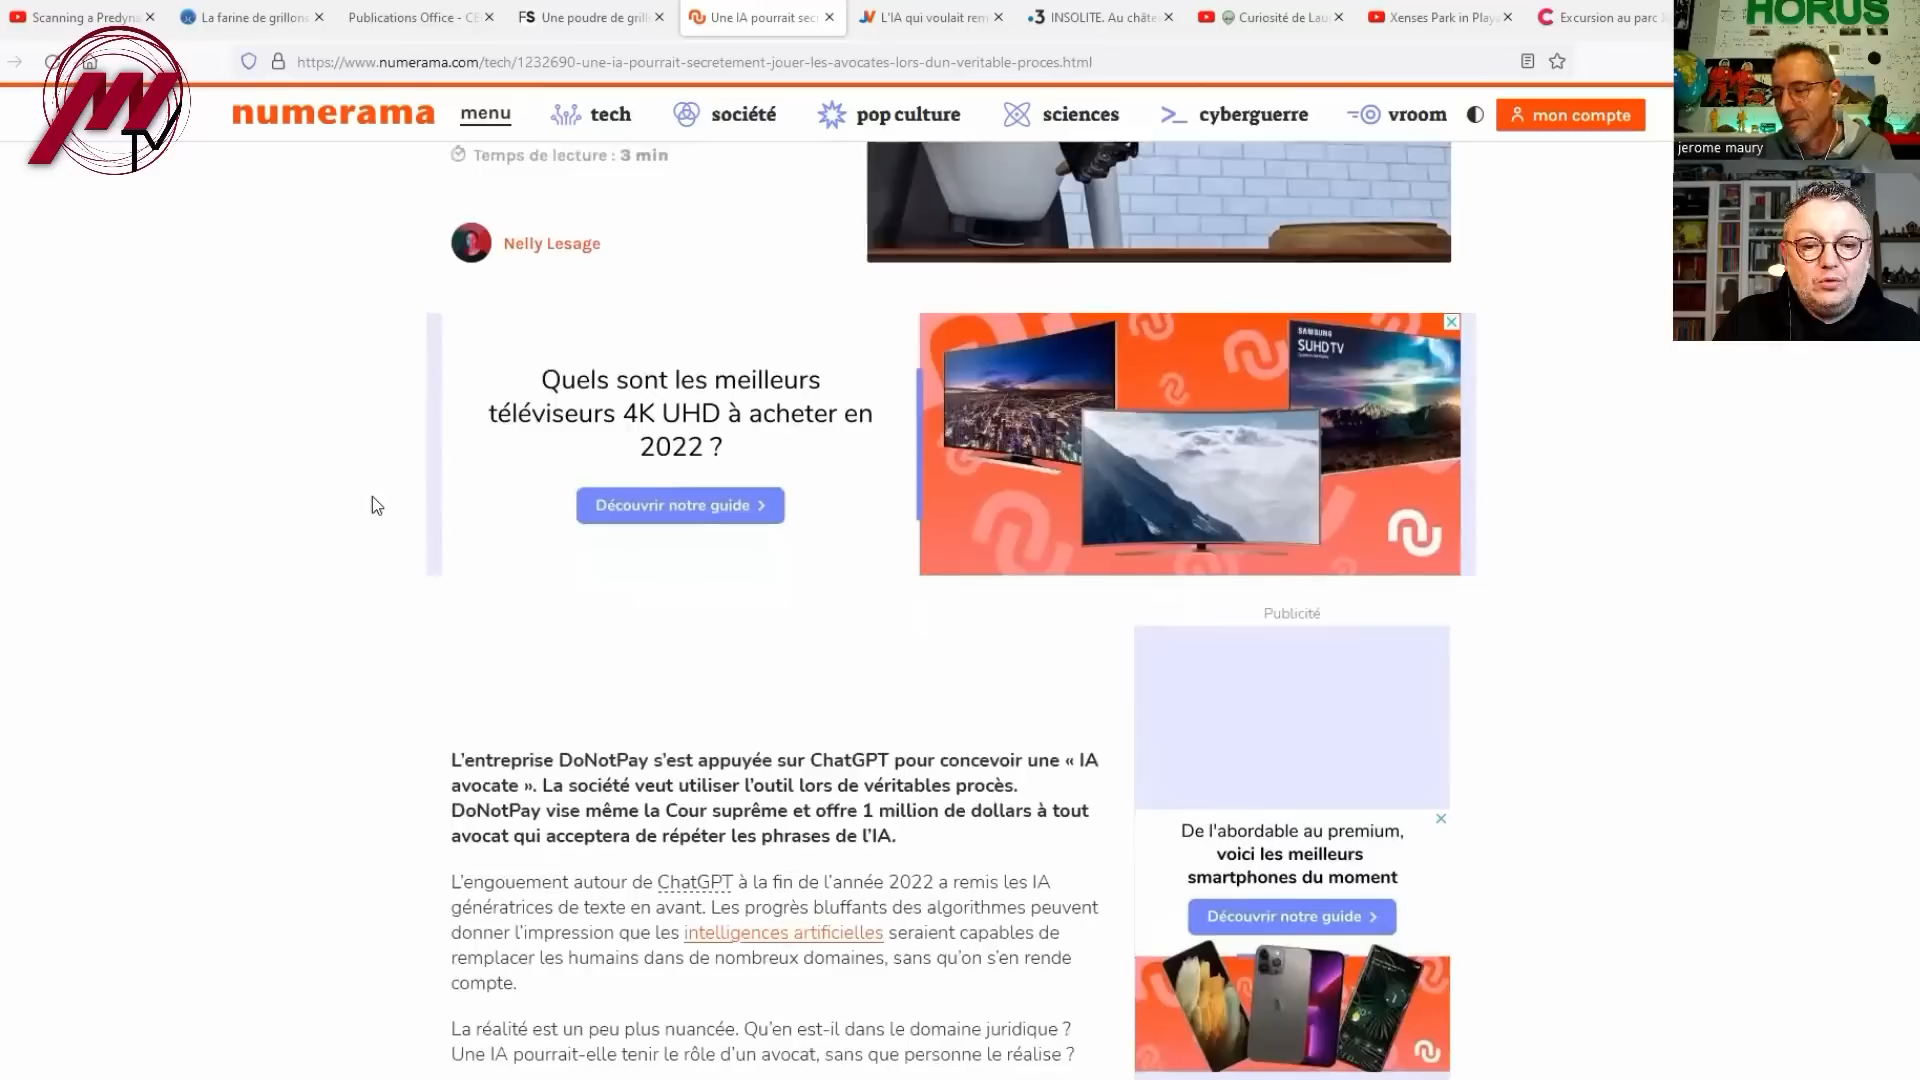 Scanning a Predyn
La farine de grillons
Publications Office - CE
FS Une poudre de grill
Une IA pourrait sec
L'IA qui voulait rem
INSOLITE. Au châte
Curiosité de Lau
Xenses Park in Playa
Excursion au parc
https://www.numerama.com/tech/1232690-une-ia-pourrait-secretement-jouer-les-avocates-lors-dun-veritable-proces.html
HORUS
jerome maury
TV
numerama
menu
tech
société
pop culture
sciences
cyberguerre
vroom
mon compte
Temps de lecture : 3 min
Nelly Lesage
Quels sont les meilleurs
téléviseurs 4K UHD à acheter en
2022 ?
Découvrir notre guide
SAMSUNG
SUHD TV
Publicité
L'entreprise DoNotPay s'est appuyée sur ChatGPT pour concevoir une « IA
avocate ». La société veut utiliser l'outil lors de véritables procès.
DoNotPay vise même la Cour suprême et offre 1 million de dollars à tout
avocat qui acceptera de répéter les phrases de l'IA.
L'engouement autour de ChatGPT à la fin de l'année 2022 a remis les IA
génératrices de texte en avant. Les progrès bluffants des algorithmes peuvent
donner l'impression que les intelligences artificielles seraient capables de
remplacer les humains dans de nombreux domaines, sans qu'on s'en rende
compte.
La réalité est un peu plus nuancée. Qu'en est-il dans le domaine juridique ?
Une IA pourrait-elle tenir le rôle d'un avocat, sans que personne le réalise ?
De l'abordable au premium,
voici les meilleurs
smartphones du moment
Découvrir notre guide